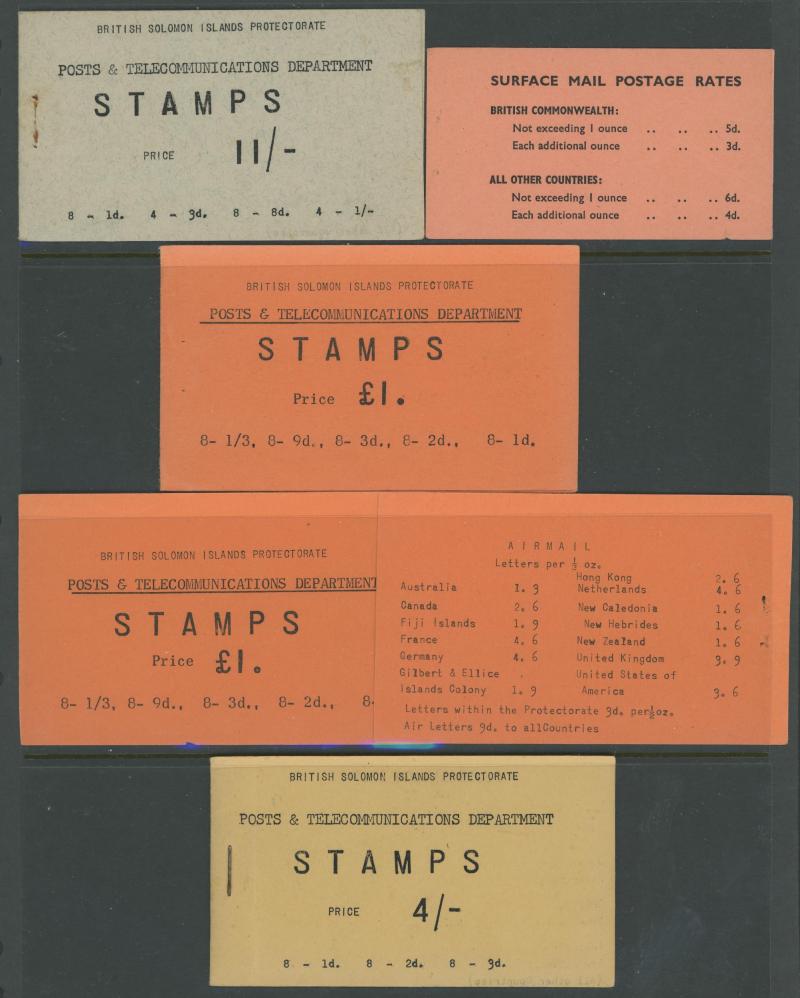 BRITISH SOLOMON ISLANDS PROTECTORATE
POSTS & TELECOMMUNICATIONS DEPARTMENT
STAMPS
PRICE 11/-
8 - 1d. 4 - 3d. 8 - 8d. 4 - 1/-
SURFACE MAIL POSTAGE RATES
BRITISH COMMONWEALTH:
Not exceeding 1 ounce .. .. .. 5d.
Each additional ounce .. .. .. 3d.
ALL OTHER COUNTRIES:
Not exceeding 1 ounce .. .. .. 6d.
Each additional ounce .. .. .. 4d.
BRITISH SOLOMON ISLANDS PROTECTORATE
POSTS & TELECOMMUNICATIONS DEPARTMENT
STAMPS
Price £1.
8- 1/3, 8- 9d., 8- 3d., 8- 2d., 8- 1d.
BRITISH SOLOMON ISLANDS PROTECTORATE
POSTS & TELECOMMUNICATIONS DEPARTMENT
STAMPS
Price £1.
8- 1/3, 8- 9d., 8- 3d., 8- 2d., 8-
AIRMAIL
Letters per ½ oz.
Hong Kong 2. 6
Australia 1. 3 Netherlands 4. 6
Canada 2. 6 New Caledonia 1. 6
Fiji Islands 1. 9 New Hebrides 1. 6
France 4. 6 New Zealand 1. 6
Germany 4. 6 United Kingdom 3. 9
Gilbert & Ellice . United States of
Islands Colony 1. 9 America 3. 6
Letters within the Protectorate 3d. per½oz.
Air Letters 9d. to allCountries
BRITISH SOLOMON ISLANDS PROTECTORATE
POSTS & TELECOMMUNICATIONS DEPARTMENT
STAMPS
PRICE 4/-
8 - 1d. 8 - 2d. 8 - 3d.